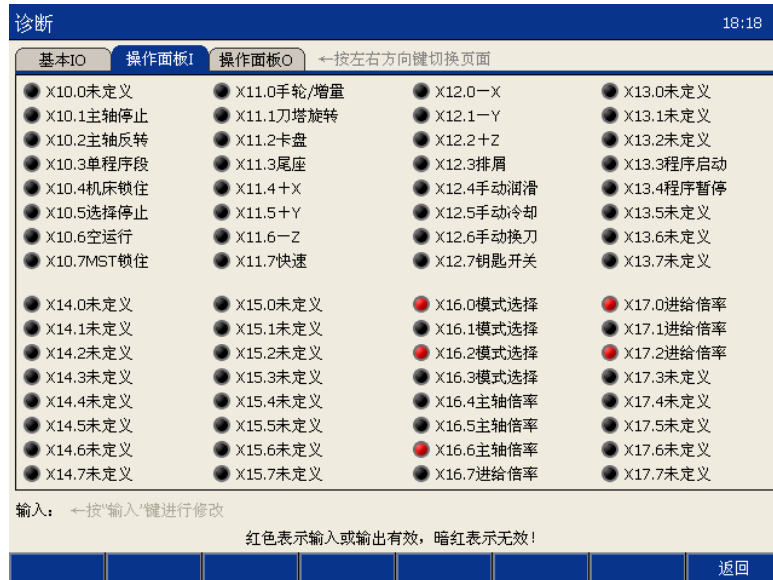 诊断 18:18
基本IO 操作面板I 操作面板O ←按左右方向键切换页面
X10.0未定义 X11.0手轮/增量 X12.0－X X13.0未定义
X10.1主轴停止 X11.1刀塔旋转 X12.1－Y X13.1未定义
X10.2主轴反转 X11.2卡盘 X12.2＋Z X13.2未定义
X10.3单程序段 X11.3尾座 X12.3排屑 X13.3程序启动
X10.4机床锁住 X11.4＋X X12.4手动润滑 X13.4程序暂停
X10.5选择停止 X11.5＋Y X12.5手动冷却 X13.5未定义
X10.6空运行 X11.6－Z X12.6手动换刀 X13.6未定义
X10.7MST锁住 X11.7快速 X12.7钥匙开关 X13.7未定义
X14.0未定义 X15.0未定义 X16.0模式选择 X17.0进给倍率
X14.1未定义 X15.1未定义 X16.1模式选择 X17.1进给倍率
X14.2未定义 X15.2未定义 X16.2模式选择 X17.2进给倍率
X14.3未定义 X15.3未定义 X16.3模式选择 X17.3未定义
X14.4未定义 X15.4未定义 X16.4主轴倍率 X17.4未定义
X14.5未定义 X15.5未定义 X16.5主轴倍率 X17.5未定义
X14.6未定义 X15.6未定义 X16.6主轴倍率 X17.6未定义
X14.7未定义 X15.7未定义 X16.7进给倍率 X17.7未定义
输入： ←按"输入"键进行修改
红色表示输入或输出有效，暗红表示无效!
返回